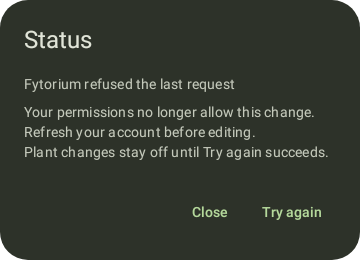 Status
Fytorium refused the last request
Your permissions no longer allow this change.
Refresh your account before editing.
Plant changes stay off until Try again succeeds.
Close
Try again